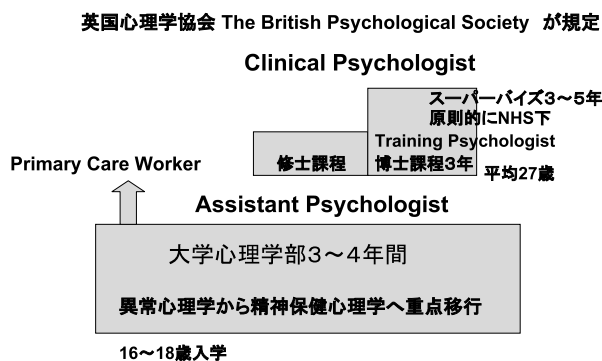 英国心理学協会 The British Psychological Society が規定
Clinical Psychologist
スーパーバイズ３～５年
原則的にNHS下
Training Psychologist
修士課程
博士課程３年
平均27歳
Primary Care Worker
Assistant Psychologist
大学心理学部３～４年間
異常心理学から精神保健心理学へ重点移行
16～18歳入学